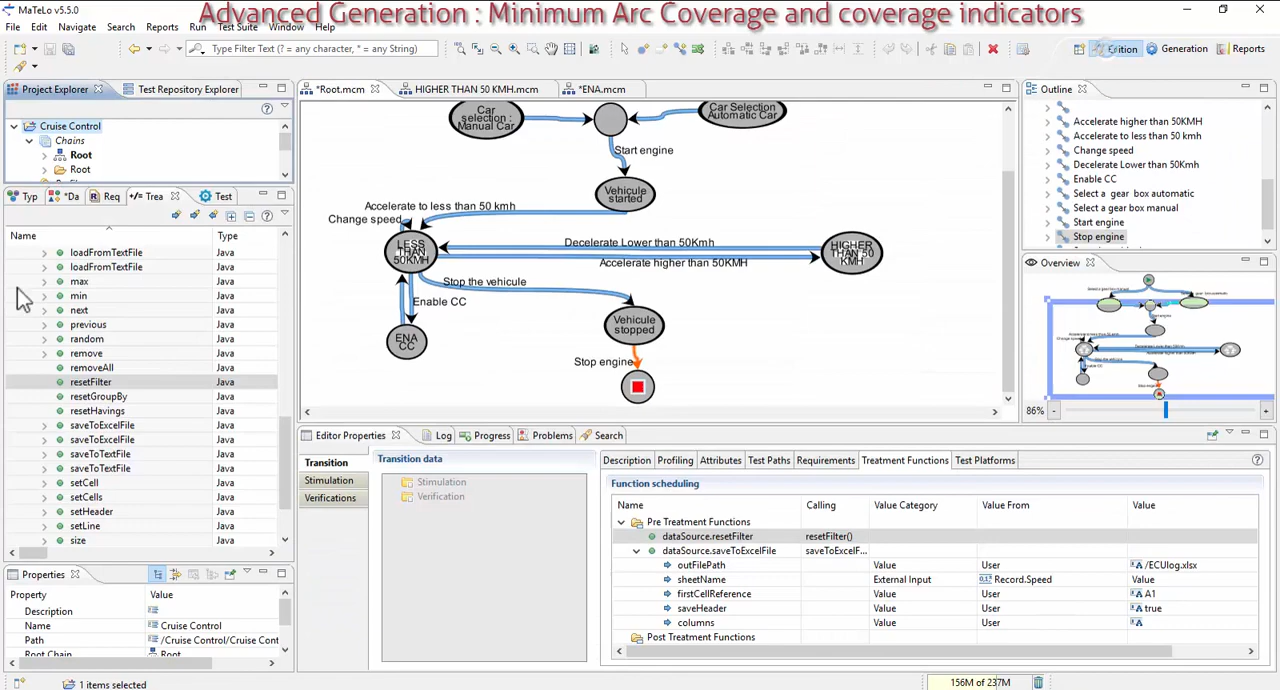 MaTeLo v5.5.0
Advanced Generation : Minimum Arc Coverage and coverage indicators
File Edit Navigate Search Reports Run Test Suite Window Help
Type Filter Text (? = any character, * = any String)
Edition Generation Reports
Project Explorer Test Repository Explorer
Cruise Control
Chains
Root
Root
Typ *Da Req Trea Test
Name Type
loadFromTextFile Java
loadFromTextFile Java
max Java
min Java
next Java
previous Java
random Java
remove Java
removeAll Java
resetFilter Java
resetGroupBy Java
resetHavings Java
saveToExcelFile Java
saveToExcelFile Java
saveToTextFile Java
saveToTextFile Java
setCell Java
setCells Java
setHeader Java
setLine Java
size Java
Properties
Property Value
Description
Name Cruise Control
Path /Cruise Control/Cruise Cont
Root Chain Root
*Root.mcm HIGHER THAN 50 KMH.mcm *ENA.mcm
Car selection : Manual Car
Car Selection Automatic Car
Start engine
Vehicule started
Accelerate to less than 50 kmh
Change speed
LESS THAN 50KMH
Decelerate Lower than 50Kmh
Accelerate higher than 50KMH
HIGHER THAN 50 KMH
Stop the vehicule
Enable CC
ENA CC
Vehicule stopped
Stop engine
Outline
Accelerate higher than 50KMH
Accelerate to less than 50 kmh
Change speed
Decelerate Lower than 50Kmh
Enable CC
Select a gear box automatic
Select a gear box manual
Start engine
Stop engine
Overview
86%
Editor Properties Log Progress Problems Search
Transition
Stimulation
Verifications
Transition data
Stimulation
Verification
Description Profiling Attributes Test Paths Requirements Treatment Functions Test Platforms
Function scheduling
Name Calling Value Category Value From Value
Pre Treatment Functions
dataSource.resetFilter resetFilter()
dataSource.saveToExcelFile saveToExcelF...
outFilePath Value User /ECUlog.xlsx
sheetName External Input Record.Speed Value
firstCellReference Value User A1
saveHeader Value User true
columns Value User
Post Treatment Functions
1 items selected
156M of 237M